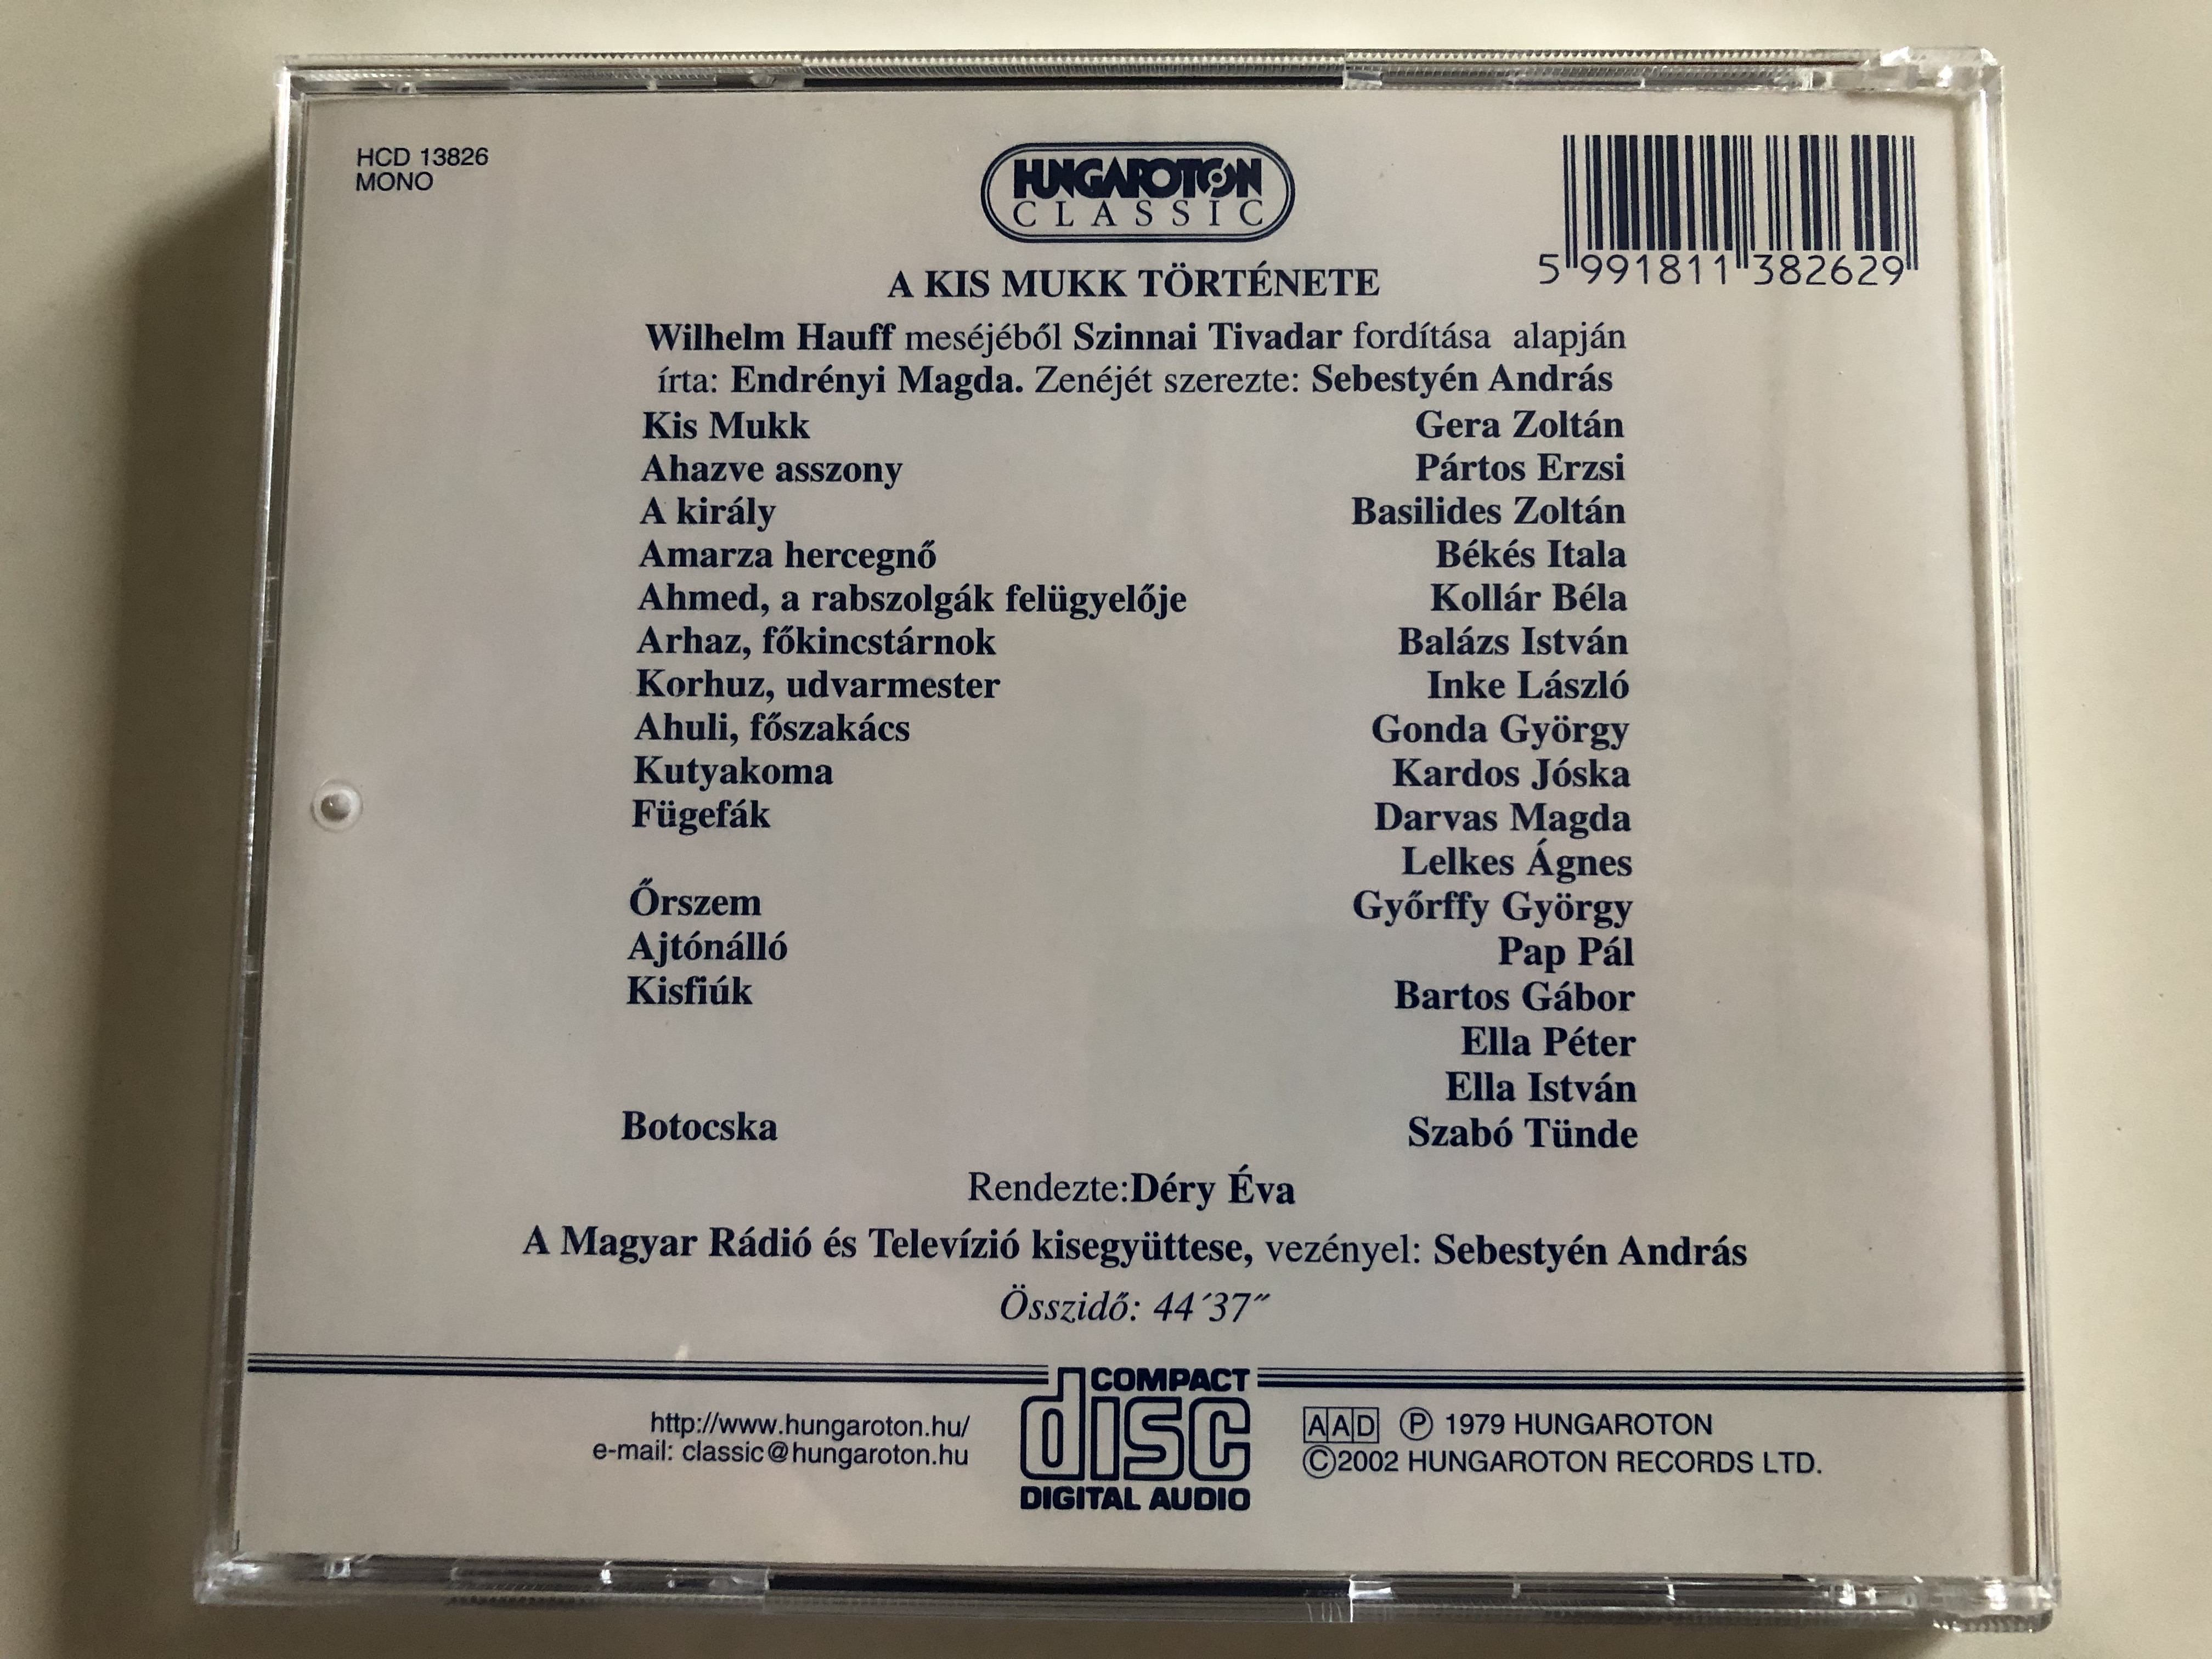 HCD 13826
MONO
HUNGAROTON
CLASSIC
5 991811 382629
A KIS MUKK TÖRTÉNETE
Wilhelm Hauff meséjéből Szinnai Tivadar fordítása alapján
írta: Endrényi Magda. Zenéjét szerezte: Sebestyén András
Kis Mukk Gera Zoltán
Ahazve asszony Pártos Erzsi
A király Basilides Zoltán
Amarza hercegnő Békés Itala
Ahmed, a rabszolgák felügyelője Kollár Béla
Arhaz, főkincstárnok Balázs István
Korhuz, udvarmester Inke László
Ahuli, főszakács Gonda György
Kutyakoma Kardos Jóska
Fügefák Darvas Magda
Lelkes Ágnes
Őrszem Győrffy György
Ajtónálló Pap Pál
Kisfiúk Bartos Gábor
Ella Péter
Ella István
Botocska Szabó Tünde
Rendezte:Déry Éva
A Magyar Rádió és Televízió kisegyüttese, vezényel: Sebestyén András
Összidő: 44´37˝
http://www.hungaroton.hu/
e-mail: classic@hungaroton.hu
COMPACT
disc
DIGITAL AUDIO
AAD ℗ 1979 HUNGAROTON
©2002 HUNGAROTON RECORDS LTD.